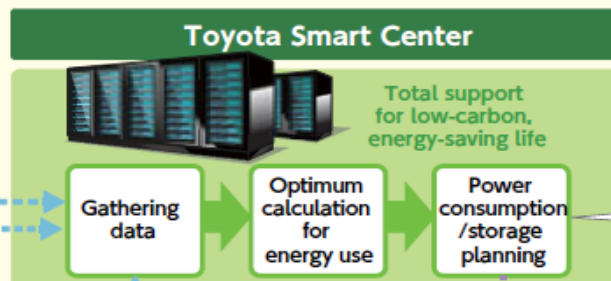 Toyota Smart Center
Total support
for low-carbon,
energy-saving life
Gathering
data
Optimum
calculation
for
energy use
Power
consumption
/storage
planning